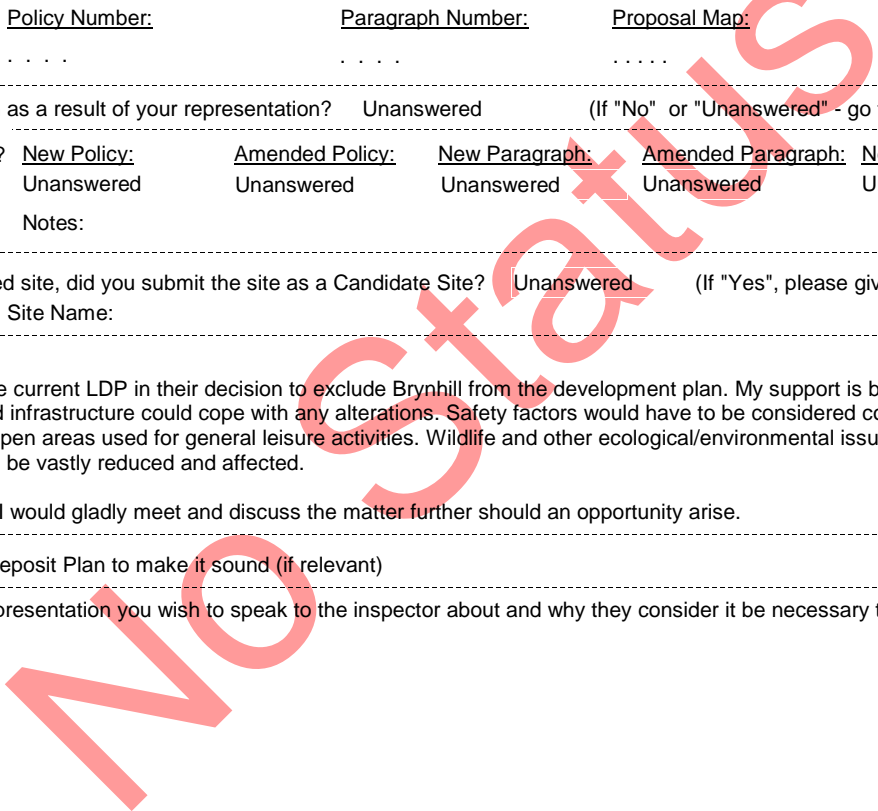 Policy Number: Paragraph Number: Proposal Map:
. . . . . . . . . . . . .
as a result of your representation? Unanswered (If "No" or "Unanswered" - go
? New Policy: Amended Policy: New Paragraph: Amended Paragraph:
Unanswered Unanswered Unanswered Unanswered
Notes:
ed site, did you submit the site as a Candidate Site? Unanswered (If "Yes", please giv
Site Name:
e current LDP in their decision to exclude Brynhill from the development plan. My support is b
d infrastructure could cope with any alterations. Safety factors would have to be considered co
pen areas used for general leisure activities. Wildlife and other ecological/environmental issu
be vastly reduced and affected.
I would gladly meet and discuss the matter further should an opportunity arise.
eposit Plan to make it sound (if relevant)
presentation you wish to speak to the inspector about and why they consider it be necessary t
No Status